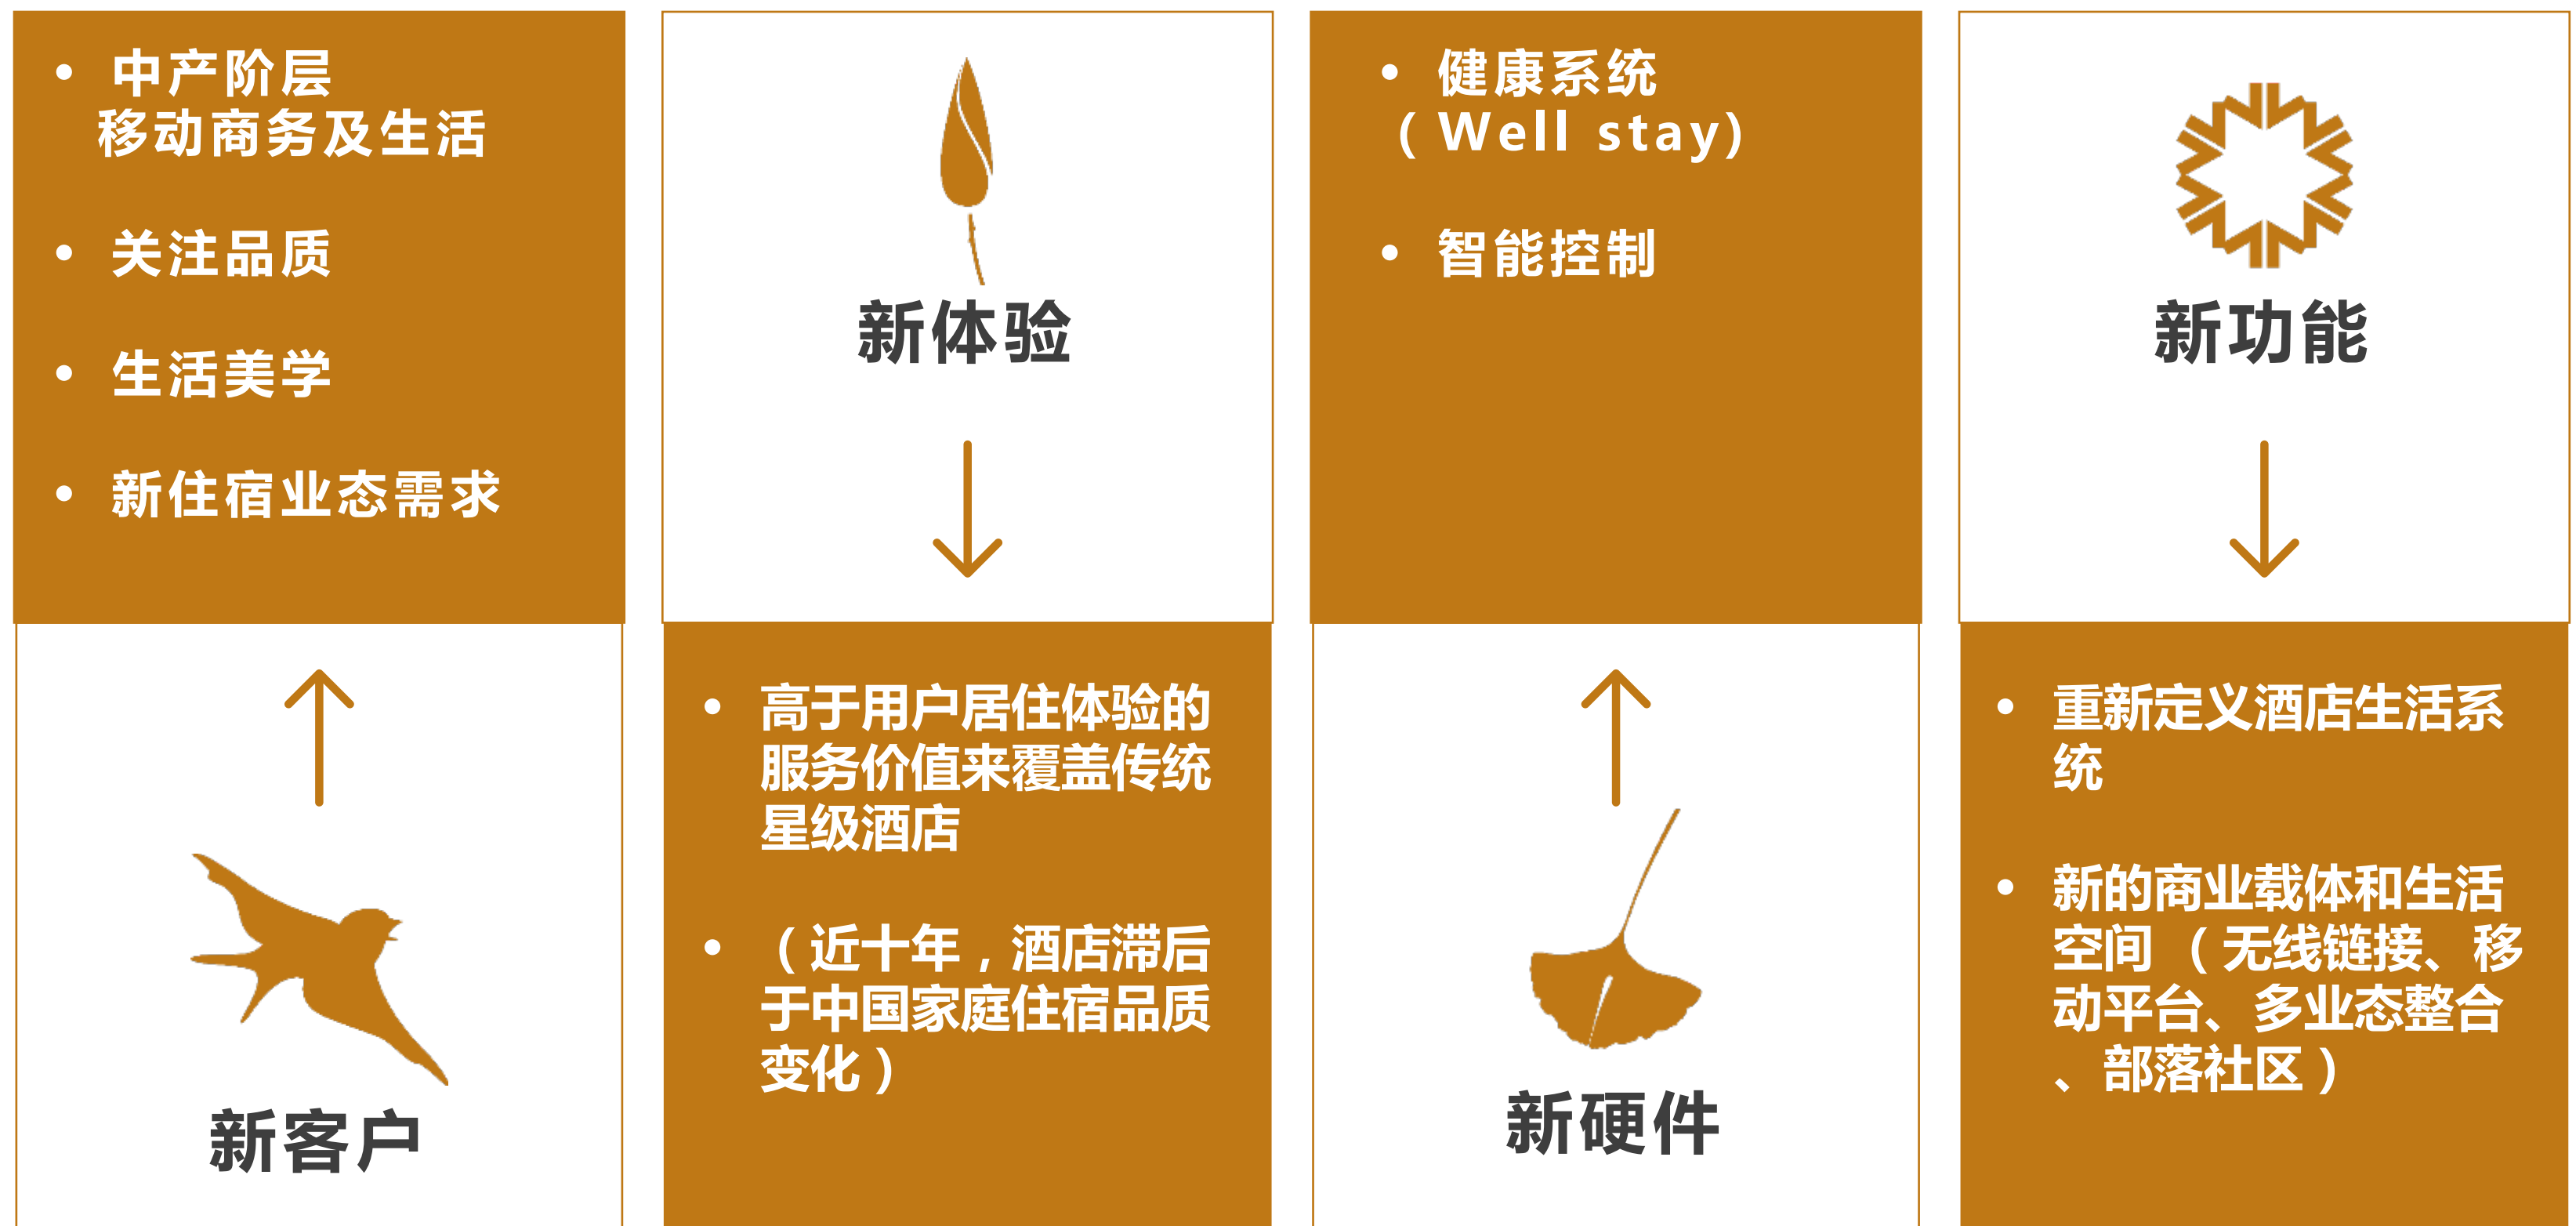 • 中产阶层
移动商务及生活
• 关注品质
• 生活美学
• 新住宿业态需求
新客户
新体验
• 高于用户居住体验的
服务价值来覆盖传统
星级酒店
• （近十年，酒店滞后
于中国家庭住宿品质
变化）
• 健康系统
（Well stay)
• 智能控制
新硬件
新功能
• 重新定义酒店生活系
统
• 新的商业载体和生活
空间 （无线链接、移
动平台、多业态整合
、部落社区）